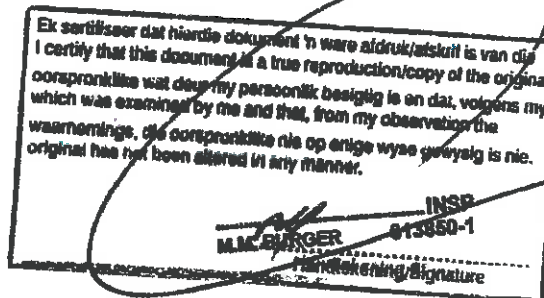 Ek sertifiseer dat hierdie dokument 'n ware afdruk/afskrif is van die
I certify that this document is a true reproduction/copy of the original
oorspronklike wat deur my persoonlik besigtig is en dat, volgens my
which was examined by me and that, from my observation the
waarnemings, die oorspronklike nie op enige wyse gewysig is nie.
original has not been altered in any manner.
INSP
M.M. BURGER 013850-1
Handtekening/Signature